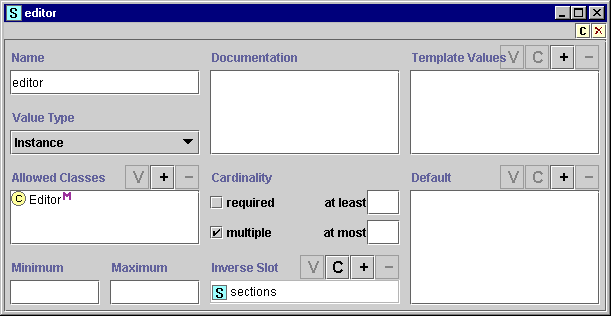 S editor
C
Name
editor
Documentation
Template Values V C + −
Value Type
Instance
Allowed Classes V + −
C Editor M
Cardinality
required at least
multiple at most
Default V C + −
Minimum
Maximum
Inverse Slot V C + −
S sections